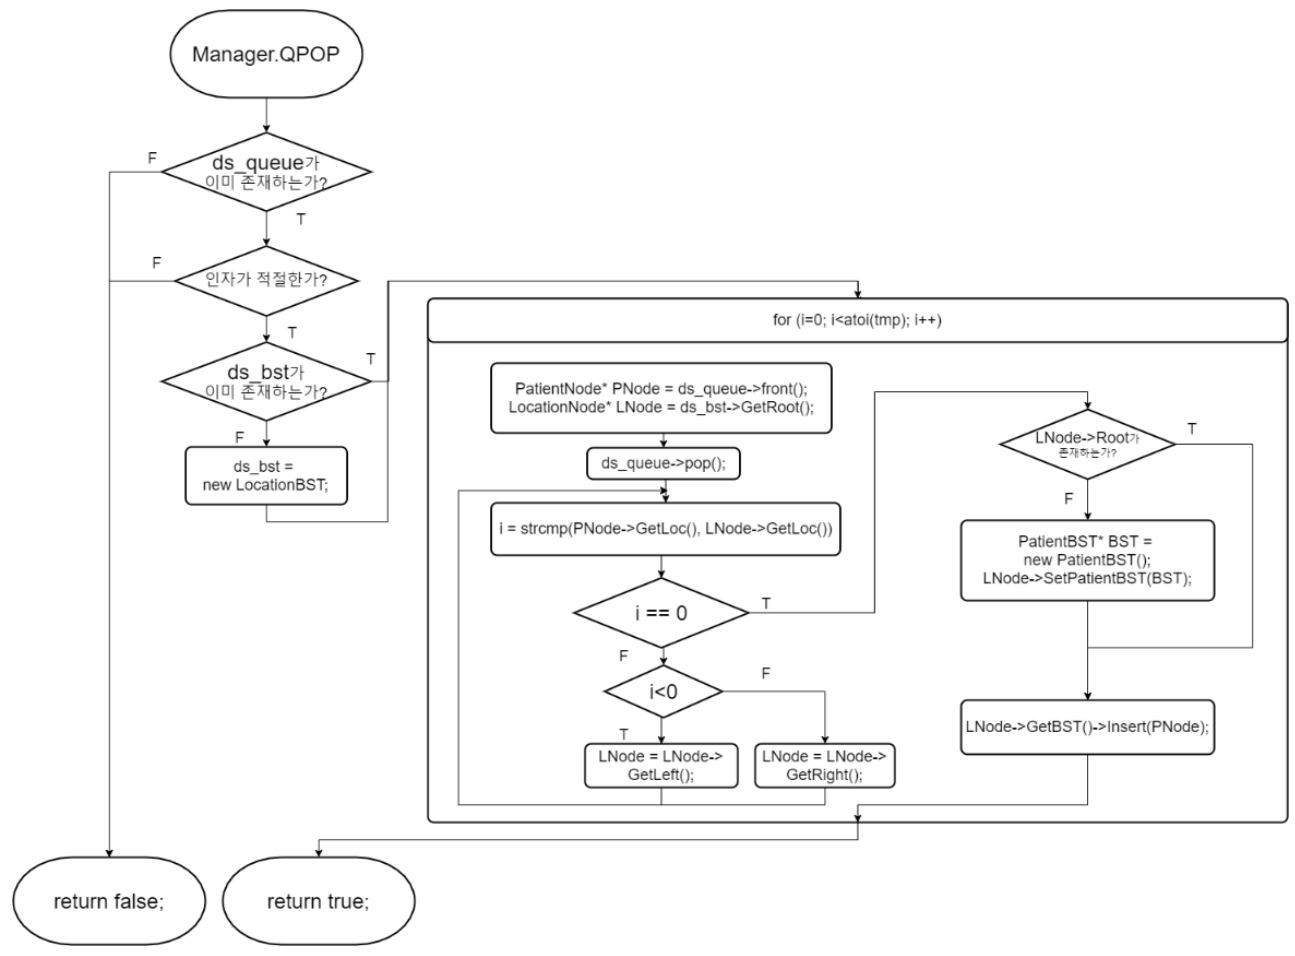 Manager.QPOP
F
ds_queue가
이미 존재하는가?
T
F
인자가 적절한가?
T
ds_bst가
이미 존재하는가?
T
F
ds_bst =
new LocationBST;
for (i=0; i<atoi(tmp); i++)
PatientNode* PNode = ds_queue->front();
LocationNode* LNode = ds_bst->GetRoot();
ds_queue->pop();
i = strcmp(PNode->GetLoc(), LNode->GetLoc())
i == 0
T
F
i<0
F
T
LNode = LNode->
GetLeft();
LNode = LNode->
GetRight();
LNode->Root가
존재하는가?
T
F
PatientBST* BST =
new PatientBST();
LNode->SetPatientBST(BST);
LNode->GetBST()->Insert(PNode);
return false;
return true;